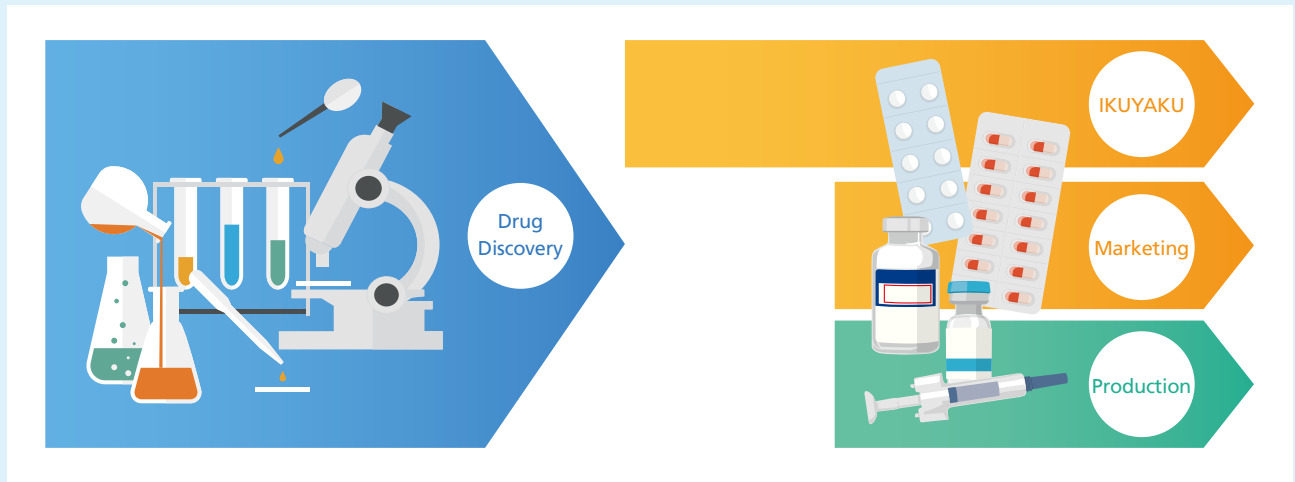 Drug
Discovery
IKUYAKU
Marketing
Production